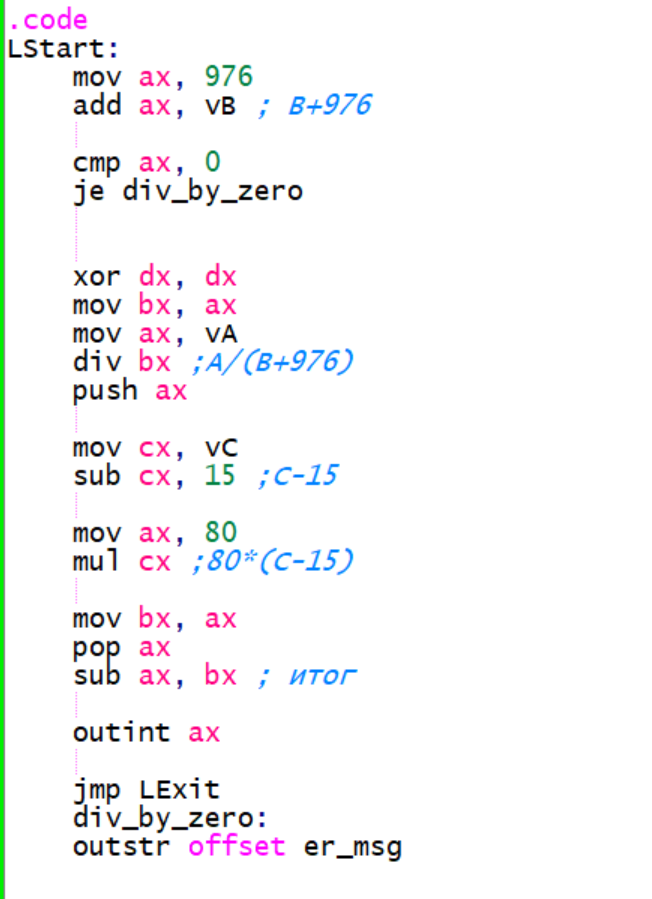 .code
LStart:
mov ax, 976
add ax, vB ; B+976
cmp ax, 0
je div_by_zero
xor dx, dx
mov bx, ax
mov ax, vA
div bx ;A/(B+976)
push ax
mov cx, vC
sub cx, 15 ;C-15
mov ax, 80
mul cx ;80*(C-15)
mov bx, ax
pop ax
sub ax, bx ; итог
outint ax
jmp LExit
div_by_zero:
outstr offset er_msg